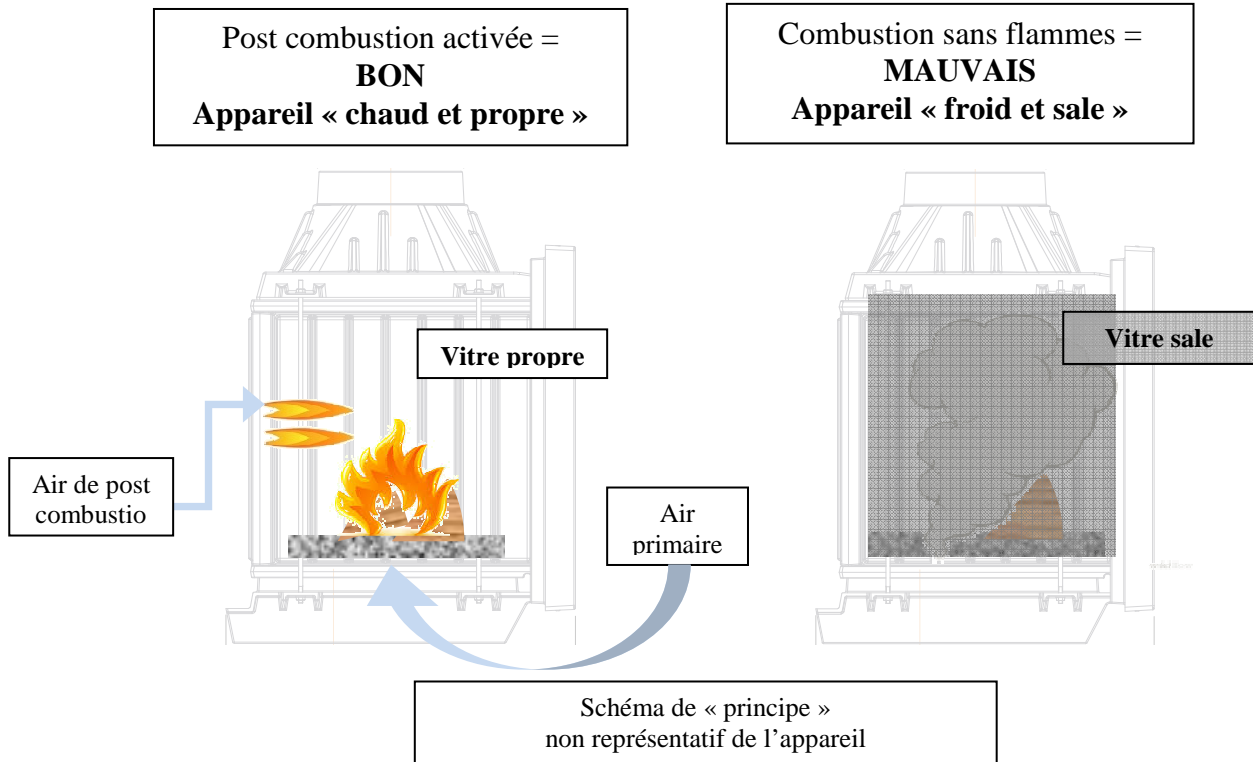 Post combustion activée =
BON
Appareil « chaud et propre »
Combustion sans flammes =
MAUVAIS
Appareil « froid et sale »
Vitre propre
Vitre sale
Air de post
combustio
Air
primaire
Schéma de « principe »
non représentatif de l’appareil